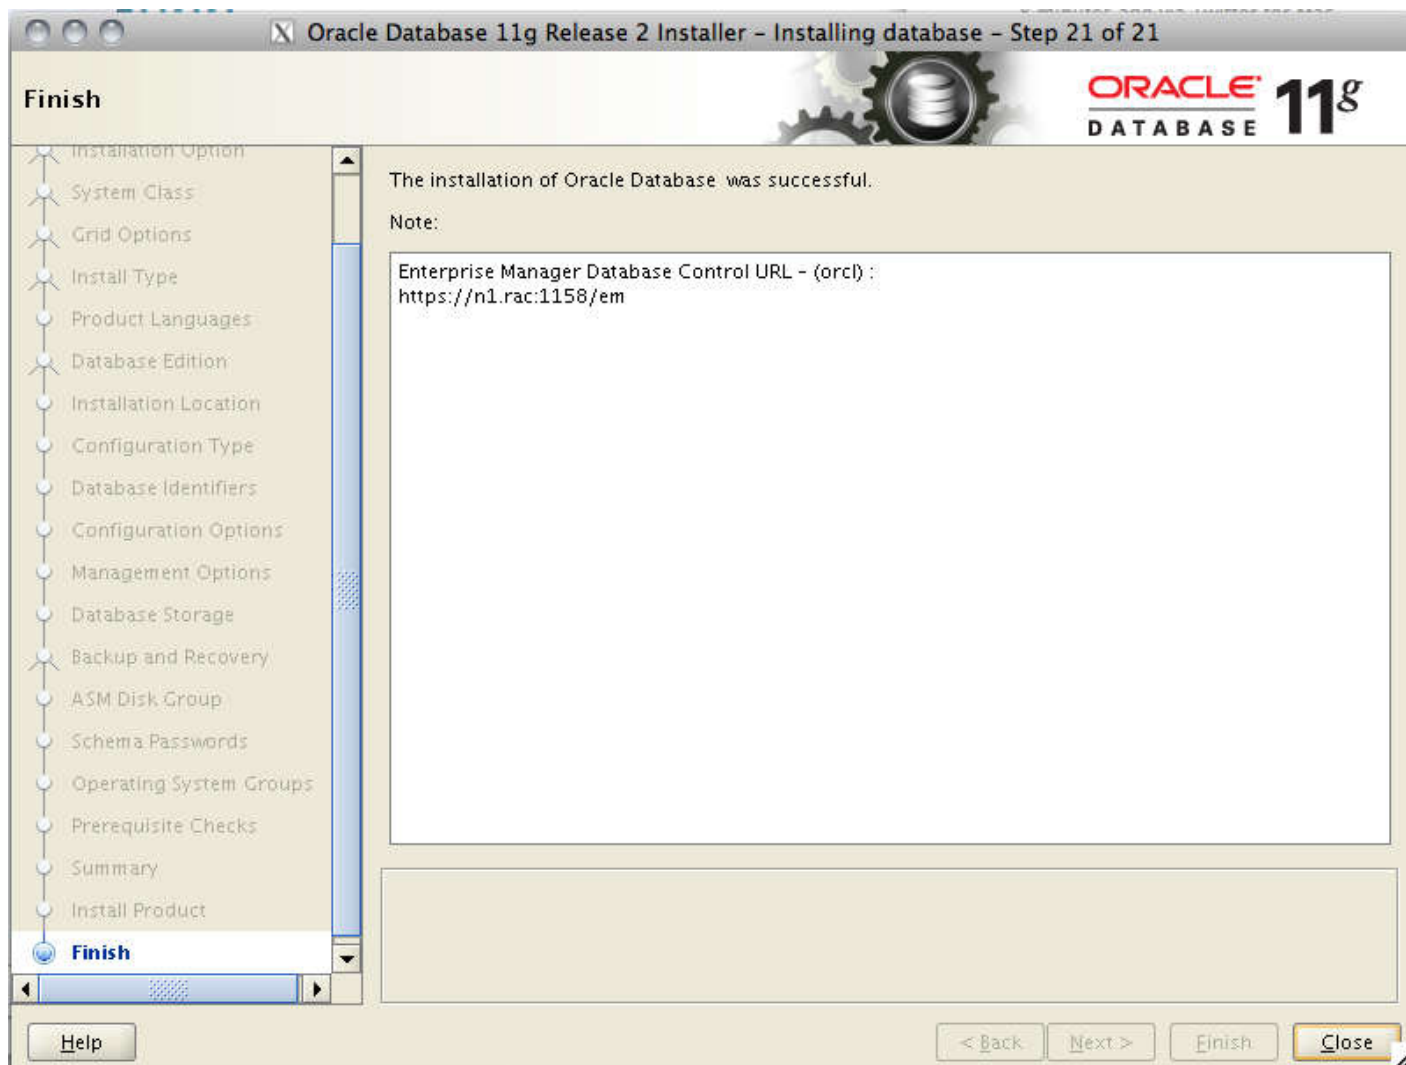 Oracle Database 11g Release 2 Installer - Installing database - Step 21 of 21
Finish
ORACLE 11g
DATABASE
Installation Option
System Class
Grid Options
Install Type
Product Languages
Database Edition
Installation Location
Configuration Type
Database Identifiers
Configuration Options
Management Options
Database Storage
Backup and Recovery
ASM Disk Group
Schema Passwords
Operating System Groups
Prerequisite Checks
Summary
Install Product
Finish
The installation of Oracle Database was successful.
Note:
Enterprise Manager Database Control URL - (orcl) :
https://n1.rac:1158/em
Help
< Back
Next >
Finish
Close